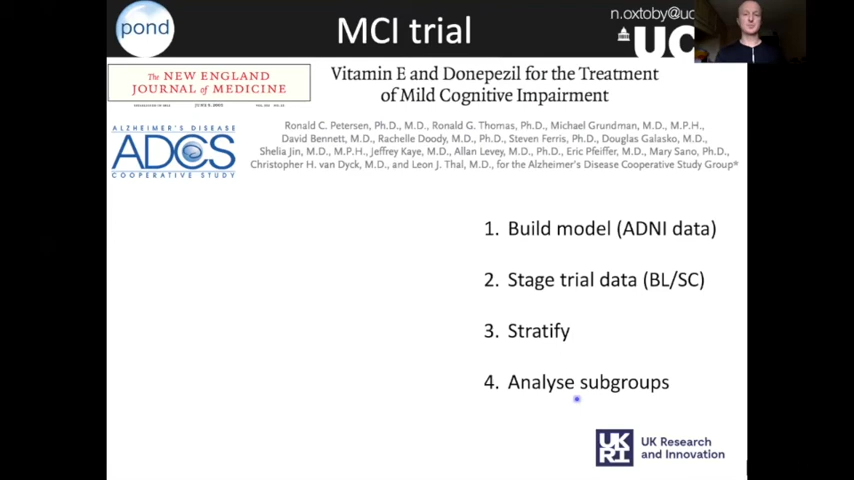 pond
MCI trial
n.oxtoby@uc
UC
The NEW ENGLAND
JOURNAL of MEDICINE
Vitamin E and Donepezil for the Treatment
of Mild Cognitive Impairment
ALZHEIMER'S DISEASE
ADCS
COOPERATIVE STUDY
Ronald C. Petersen, Ph.D., M.D., Ronald G. Thomas, Ph.D., Michael Grundman, M.D., M.P.H.,
David Bennett, M.D., Rachelle Doody, M.D., Ph.D., Steven Ferris, Ph.D., Douglas Galasko, M.D.,
Shelia Jin, M.D., M.P.H., Jeffrey Kaye, M.D., Allan Levey, M.D., Ph.D., Eric Pfeiffer, M.D., Mary Sano, Ph.D.,
Christopher H. van Dyck, M.D., and Leon J. Thal, M.D., for the Alzheimer's Disease Cooperative Study Group*
1. Build model (ADNI data)
2. Stage trial data (BL/SC)
3. Stratify
4. Analyse subgroups
UK
RI
UK Research
and Innovation